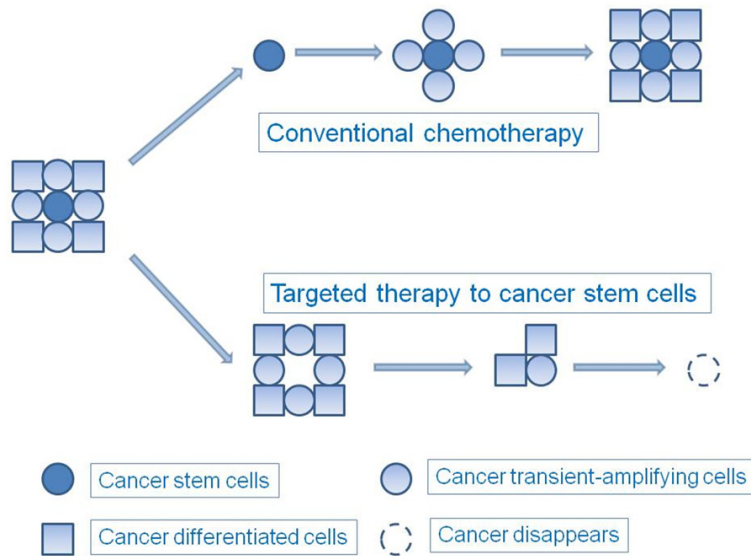 Conventional chemotherapy
Targeted therapy to cancer stem cells
Cancer stem cells
Cancer transient-amplifying cells
Cancer differentiated cells
Cancer disappears